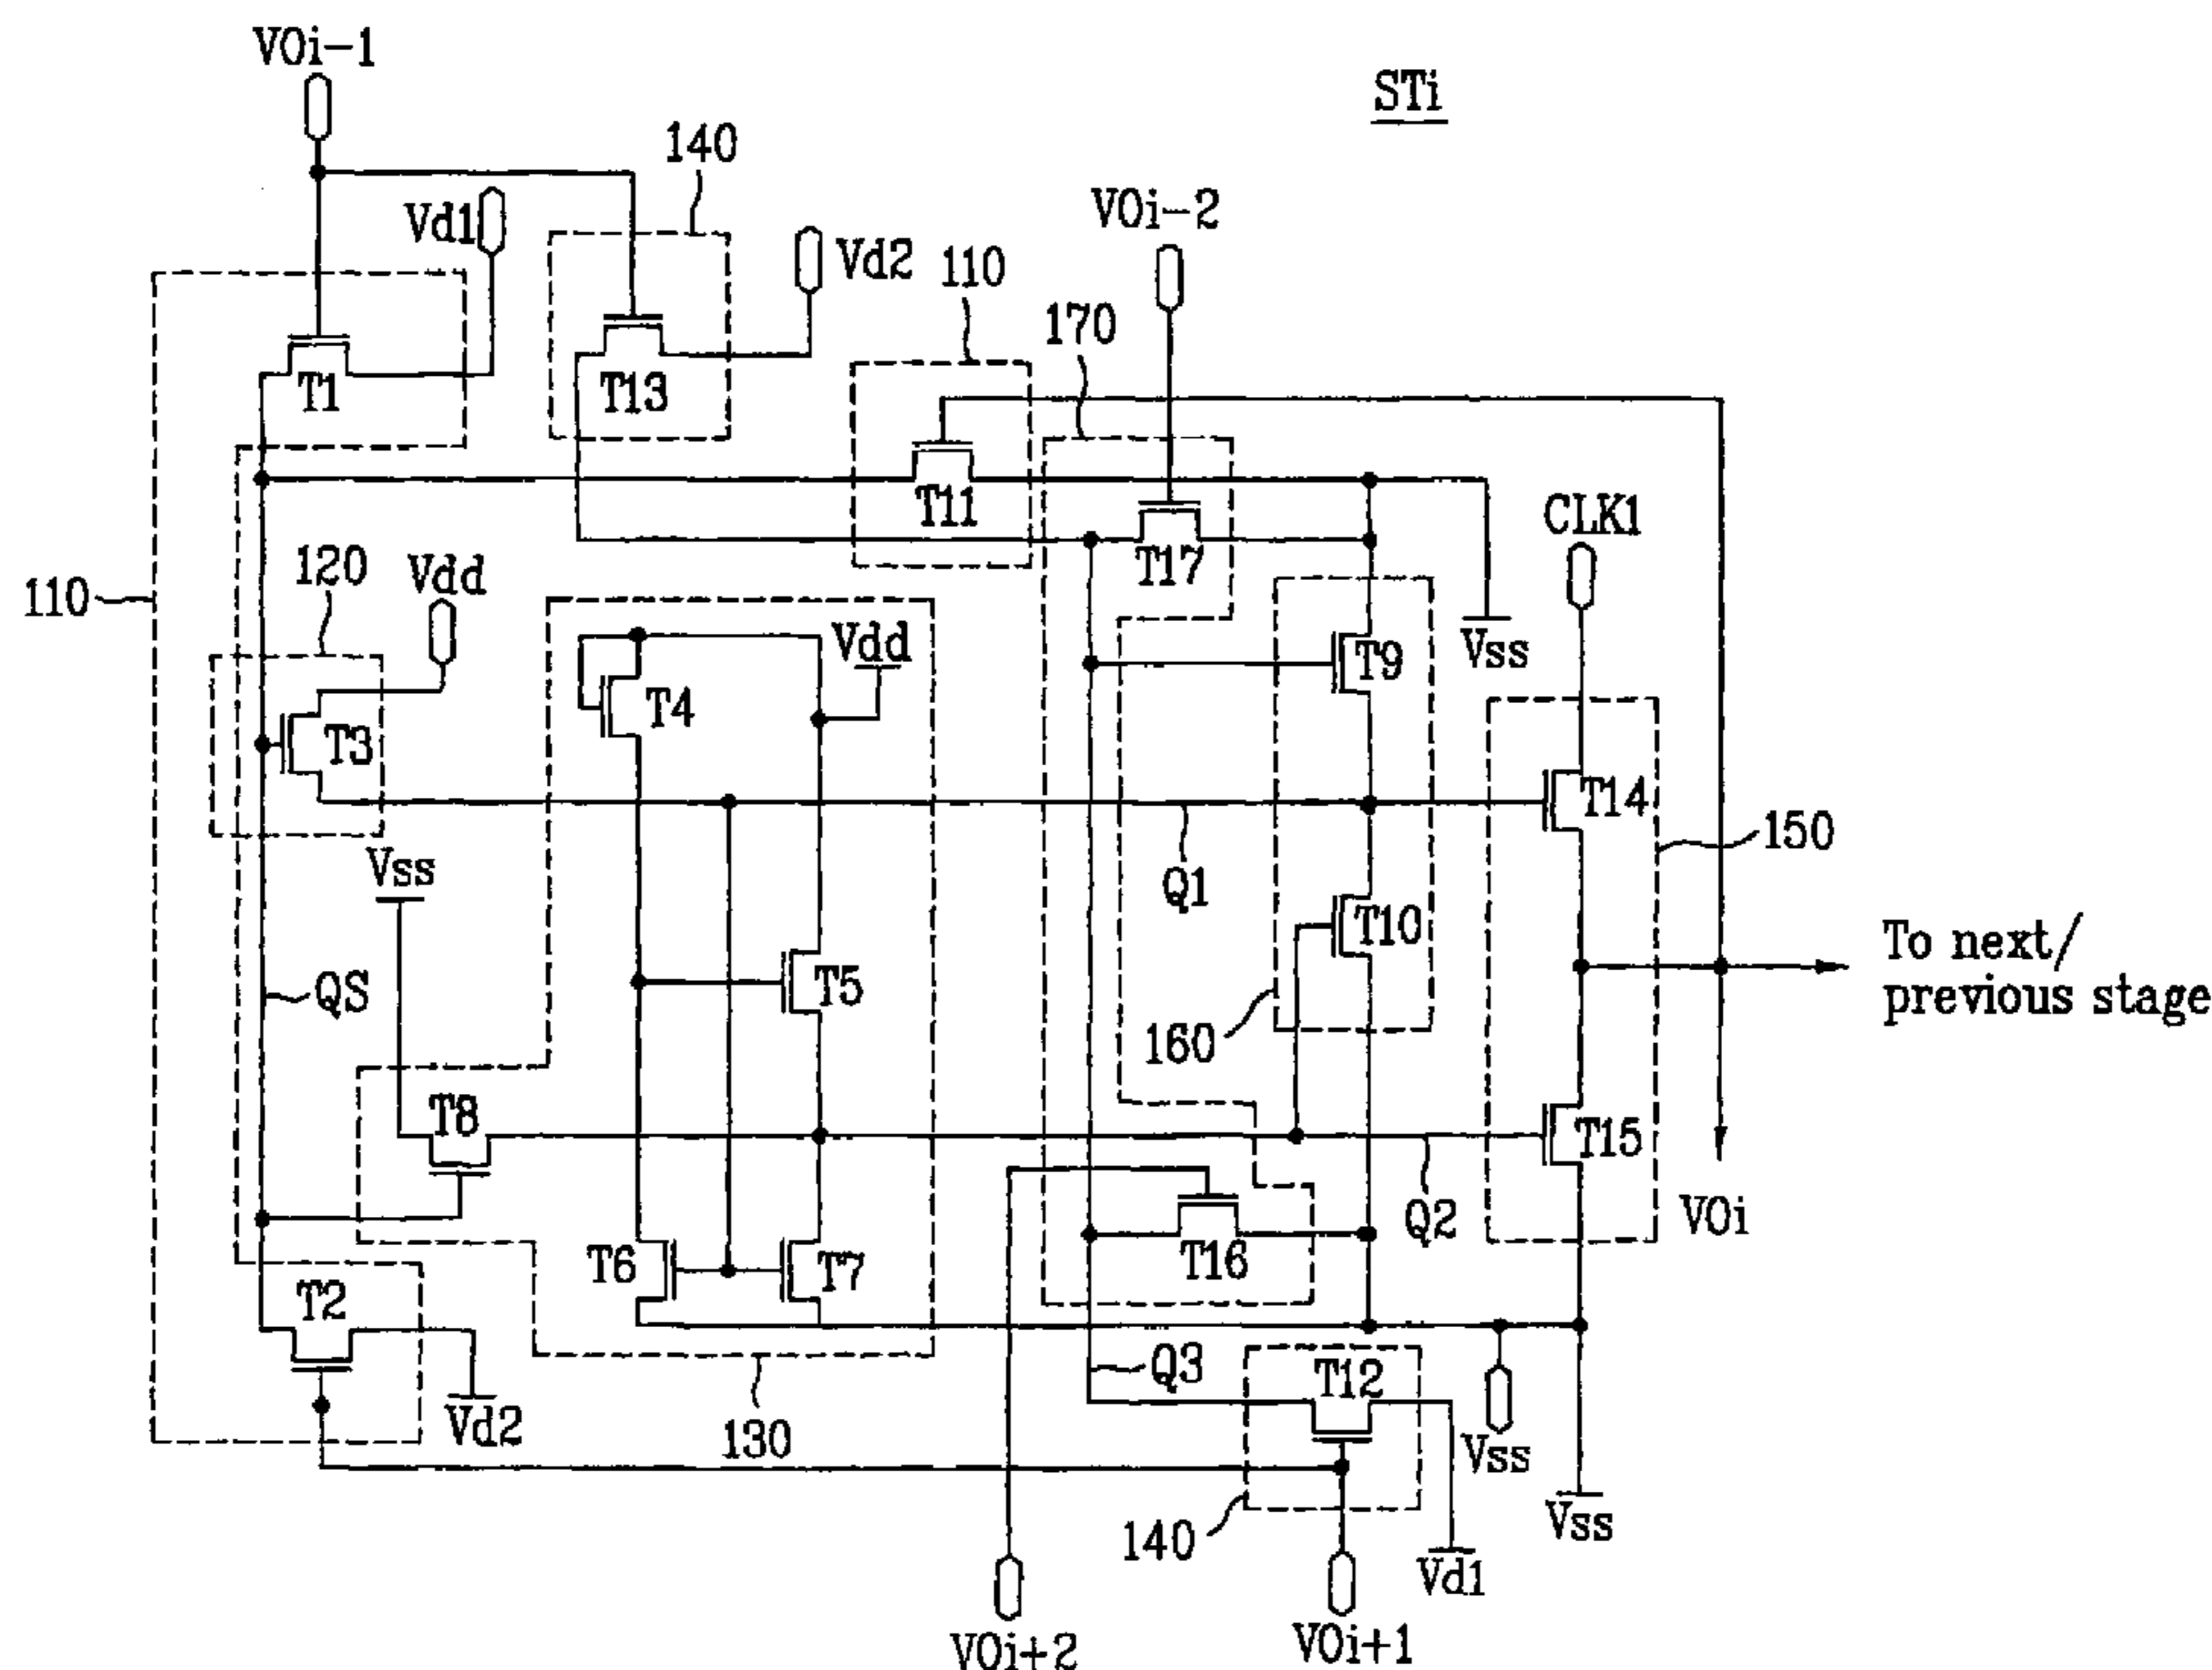 VOi-1
STi
140
Vd1
VOi-2
Vd2
110
170
T1
T13
T11
CLK1
T17
120
Vdd
110
Vdd
T9
Vss
T4
T3
T14
150
Vss
Q1
T10
To next/
previous stage
T5
QS
160
T8
T15
Q2
VOi
T6
T7
T16
T2
Q3
T12
Vd2
130
Vss
140
Vss
Vd1
VOi+2
VOi+1